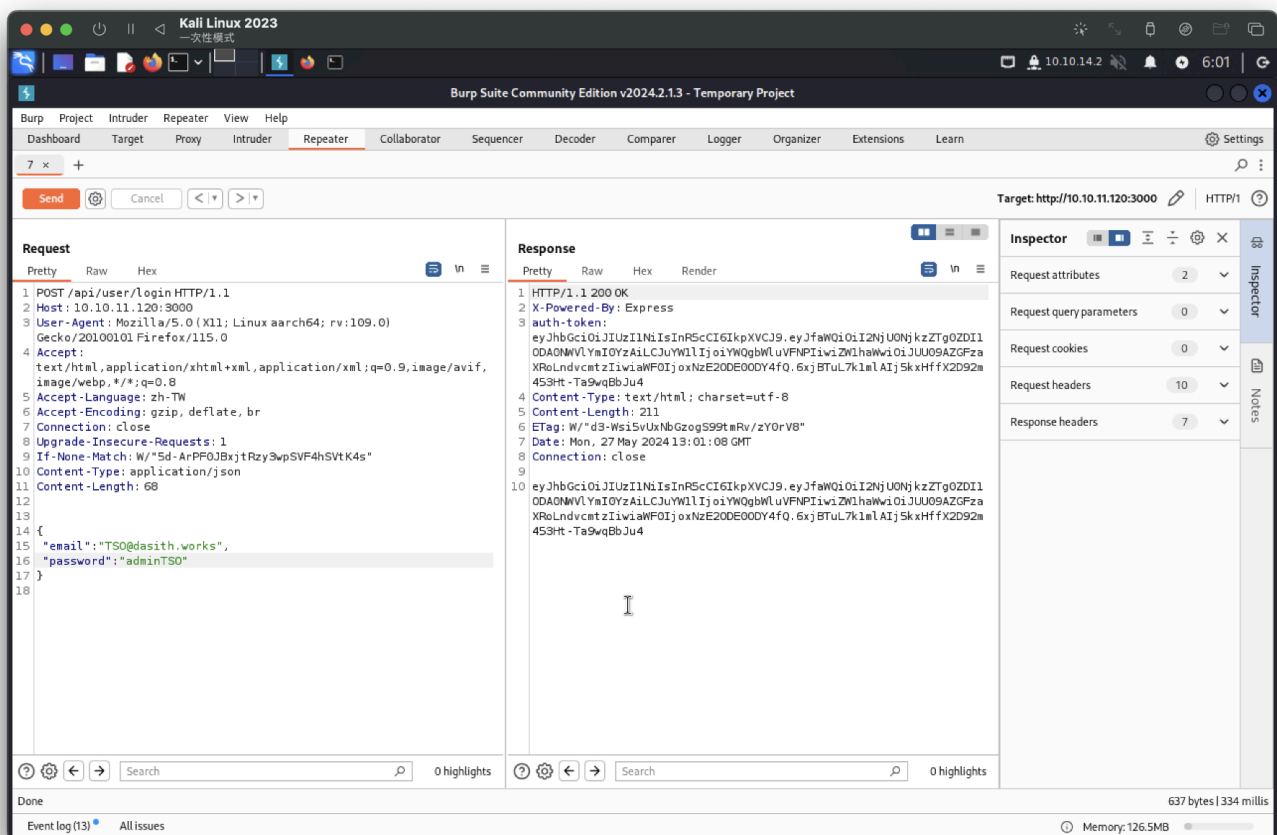 Kali Linux 2023
一次性模式
10.10.14.2
6:01
Burp Suite Community Edition v2024.2.1.3 - Temporary Project
Burp Project Intruder Repeater View Help
Dashboard Target Proxy Intruder Repeater Collaborator Sequencer Decoder Comparer Logger Organizer Extensions Learn Settings
7 × +
Send Cancel < > Target: http://10.10.11.120:3000 HTTP/1 ?
Request
Pretty Raw Hex \n
1 POST /api/user/login HTTP/1.1
2 Host: 10.10.11.120:3000
3 User-Agent: Mozilla/5.0 (X11; Linux aarch64; rv:109.0)
Gecko/20100101 Firefox/115.0
4 Accept:
text/html,application/xhtml+xml,application/xml;q=0.9,image/avif,
image/webp,*/*;q=0.8
5 Accept-Language: zh-TW
6 Accept-Encoding: gzip, deflate, br
7 Connection: close
8 Upgrade-Insecure-Requests: 1
9 If-None-Match: W/"5d-ArPF0JBxjtRzy3wpSVF4hSVtK4s"
10 Content-Type: application/json
11 Content-Length: 68
12
13
14 {
15 "email":"TSO@dasith.works",
16 "password":"adminTSO"
17 }
18
Response
Pretty Raw Hex Render \n
1 HTTP/1.1 200 OK
2 X-Powered-By: Express
3 auth-token:
eyJhbGciOiJIUzI1NiIsInR5cCI6IkpXVCJ9.eyJfaWQiOiI2NjU0NjkzZTg0ZDI1
ODA0NWVlYmI0YzAiLCJuYW1lIjoiYWQgbWluVFNPIiwiZW1haWwiOiJUU09AZGFza
XRoLndvcmtzIiwiaWF0IjoxNzE2ODE0ODY4fQ.6xjBTuL7k1mlAIj5kxHffX2D92m
453Ht-Ta9wqBbJu4
4 Content-Type: text/html; charset=utf-8
5 Content-Length: 211
6 ETag: W/"d3-Wsi5vUxNbGzogS99tmRv/zY0rV8"
7 Date: Mon, 27 May 2024 13:01:08 GMT
8 Connection: close
9
10 eyJhbGciOiJIUzI1NiIsInR5cCI6IkpXVCJ9.eyJfaWQiOiI2NjU0NjkzZTg0ZDI1
ODA0NWVlYmI0YzAiLCJuYW1lIjoiYWQgbWluVFNPIiwiZW1haWwiOiJUU09AZGFza
XRoLndvcmtzIiwiaWF0IjoxNzE2ODE0ODY4fQ.6xjBTuL7k1mlAIj5kxHffX2D92m
453Ht-Ta9wqBbJu4
Inspector
Request attributes 2
Request query parameters 0
Request cookies 0
Request headers 10
Response headers 7
Inspector
Notes
Search 0 highlights
Search 0 highlights
Done 637 bytes | 334 millis
Event log (13) All issues Memory: 126.5MB